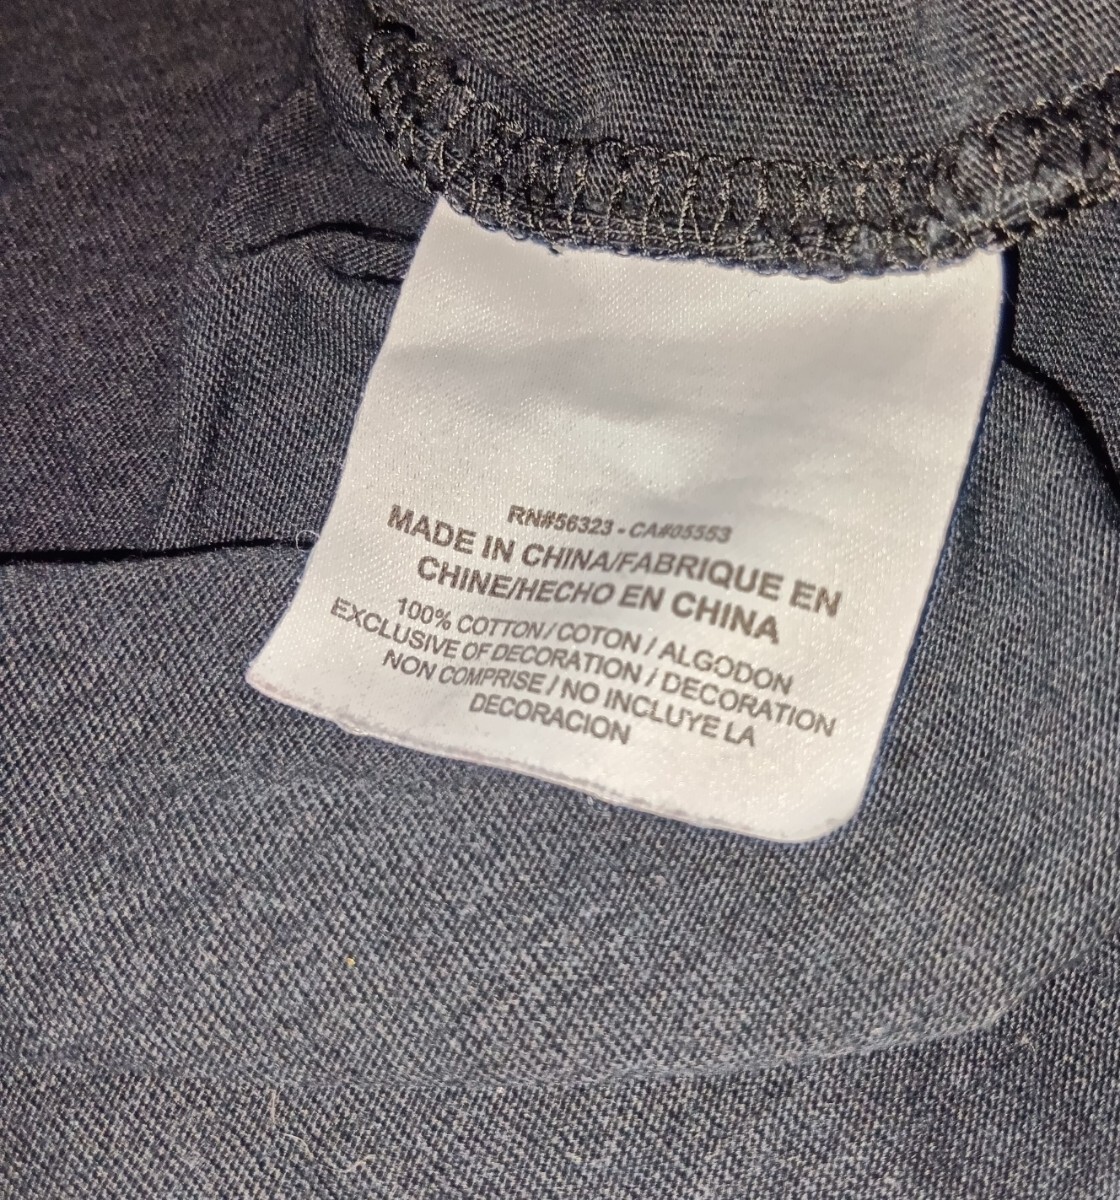 RN#56323 - CA#05553
MADE IN CHINA/FABRIQUE EN
CHINE/HECHO EN CHINA
100% COTTON / COTON / ALGODON
EXCLUSIVE OF DECORATION / DECORATION
NON COMPRISE / NO INCLUYE LA
DECORACION